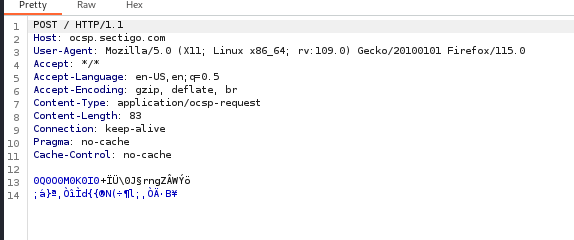 Pretty Raw Hex
1 POST / HTTP/1.1
2 Host: ocsp.sectigo.com
3 User-Agent: Mozilla/5.0 (X11; Linux x86_64; rv:109.0) Gecko/20100101 Firefox/115.0
4 Accept: */*
5 Accept-Language: en-US,en;q=0.5
6 Accept-Encoding: gzip, deflate, br
7 Content-Type: application/ocsp-request
8 Content-Length: 83
9 Connection: keep-alive
10 Pragma: no-cache
11 Cache-Control: no-cache
12
13 0Q0O0M0K0I0+ÏÜ\0J§rngZÂWÝö
14 ;á}ª,ÒìÌd{{®N(÷¶l;,ÒÄ·B¥